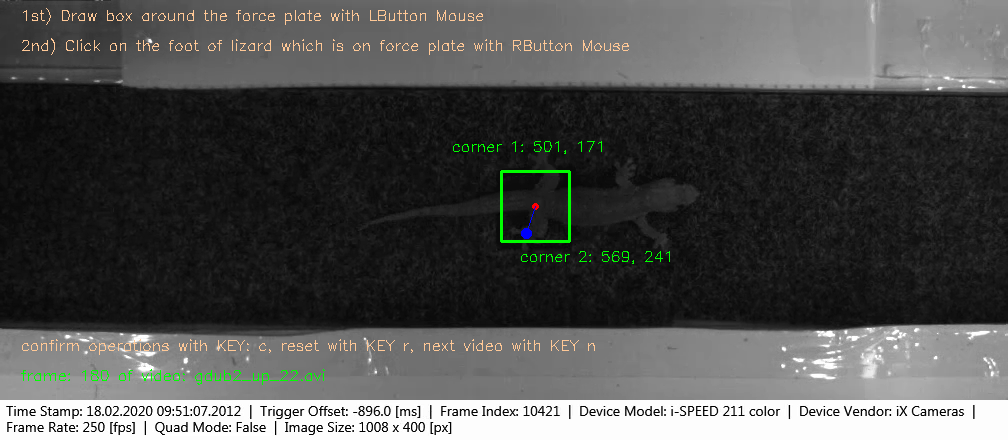 1st) Draw box around the force plate with LButton Mouse
2nd) Click on the foot of lizard which is on force plate with RButton Mouse
corner 1: 501, 171
corner 2: 569, 241
confirm operations with KEY: c, reset with KEY r, next video with KEY n
frame: 130 of video: gdub2_up_22.avi
Time Stamp: 18.02.2020 09:51:07.2012 | Trigger Offset: -896.0 [ms] | Frame Index: 10421 | Device Model: i-SPEED 211 color | Device Vendor: iX Cameras |
Frame Rate: 250 [fps] | Quad Mode: False | Image Size: 1008 x 400 [px]